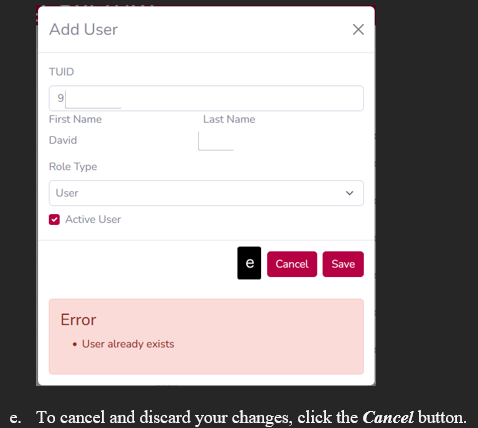 Add User
TUID
9
First Name Last Name
David
Role Type
User
Active User
e Cancel Save
Error
• User already exists
e. To cancel and discard your changes, click the Cancel button.